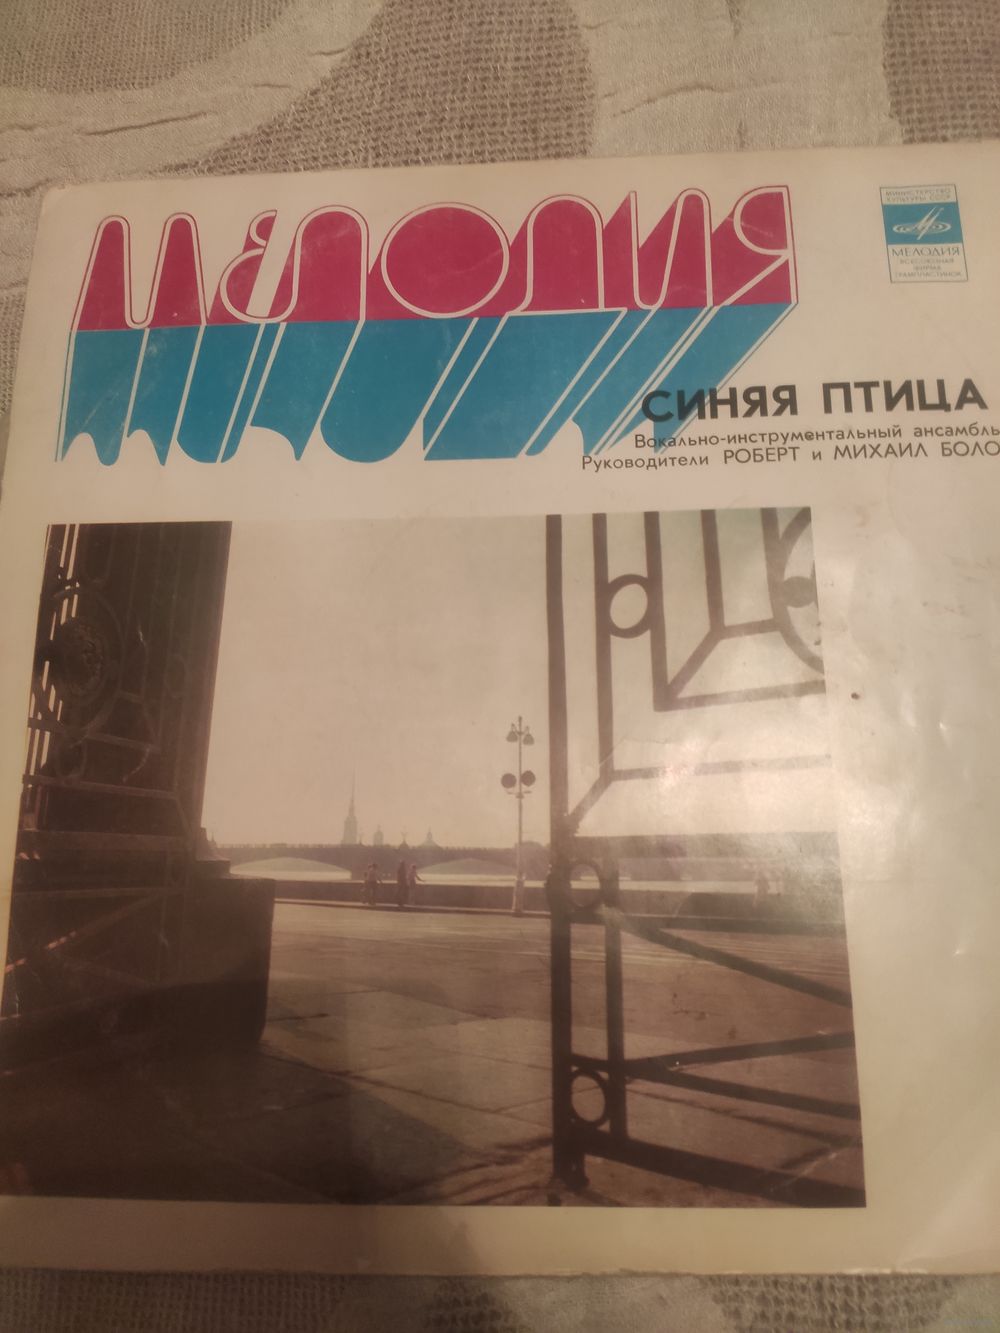 МЕЛОДИЯ
МИНИСТЕРСТВО
КУЛЬТУРЫ СССР
МЕЛОДИЯ
ВСЕСОЮЗНАЯ
ФИРМА
ГРАМПЛАСТИНОК
СИНЯЯ ПТИЦА
Вокально-инструментальный ансамбль
Руководители РОБЕРТ и МИХАИЛ БОЛО